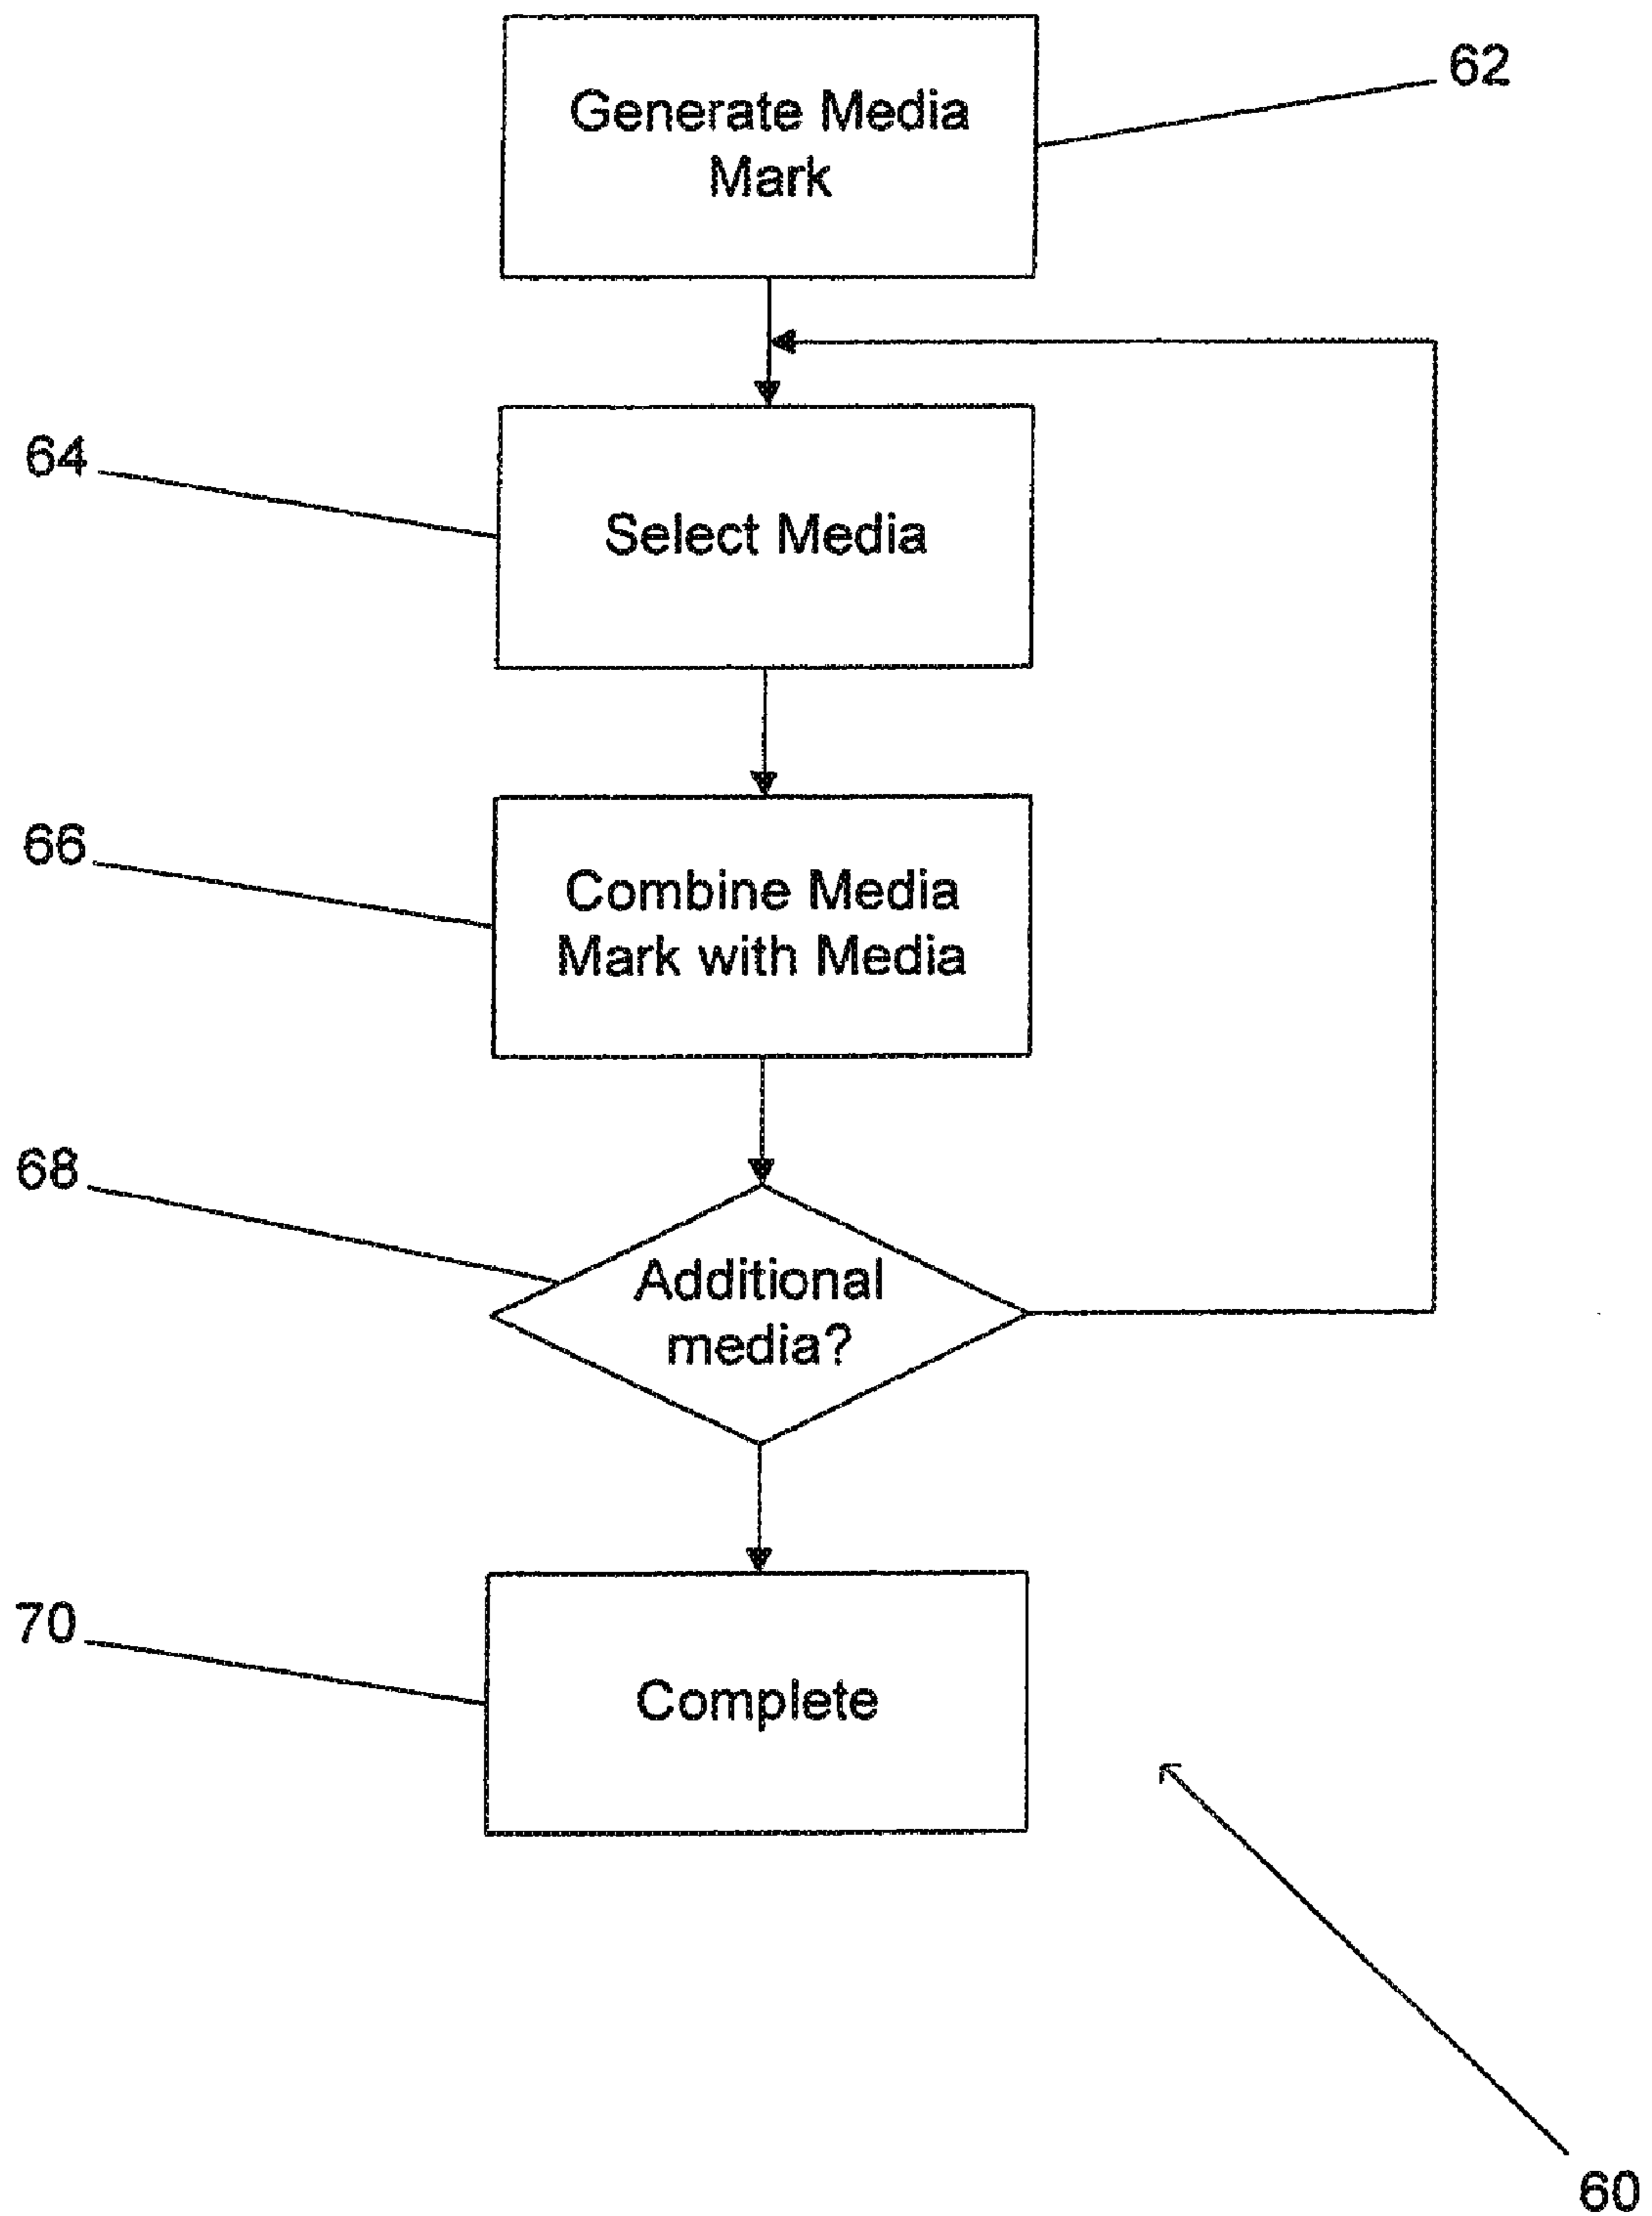 Generate Media
Mark
62
64
Select Media
66
Combine Media
Mark with Media
68
Additional
media?
70
Complete
60